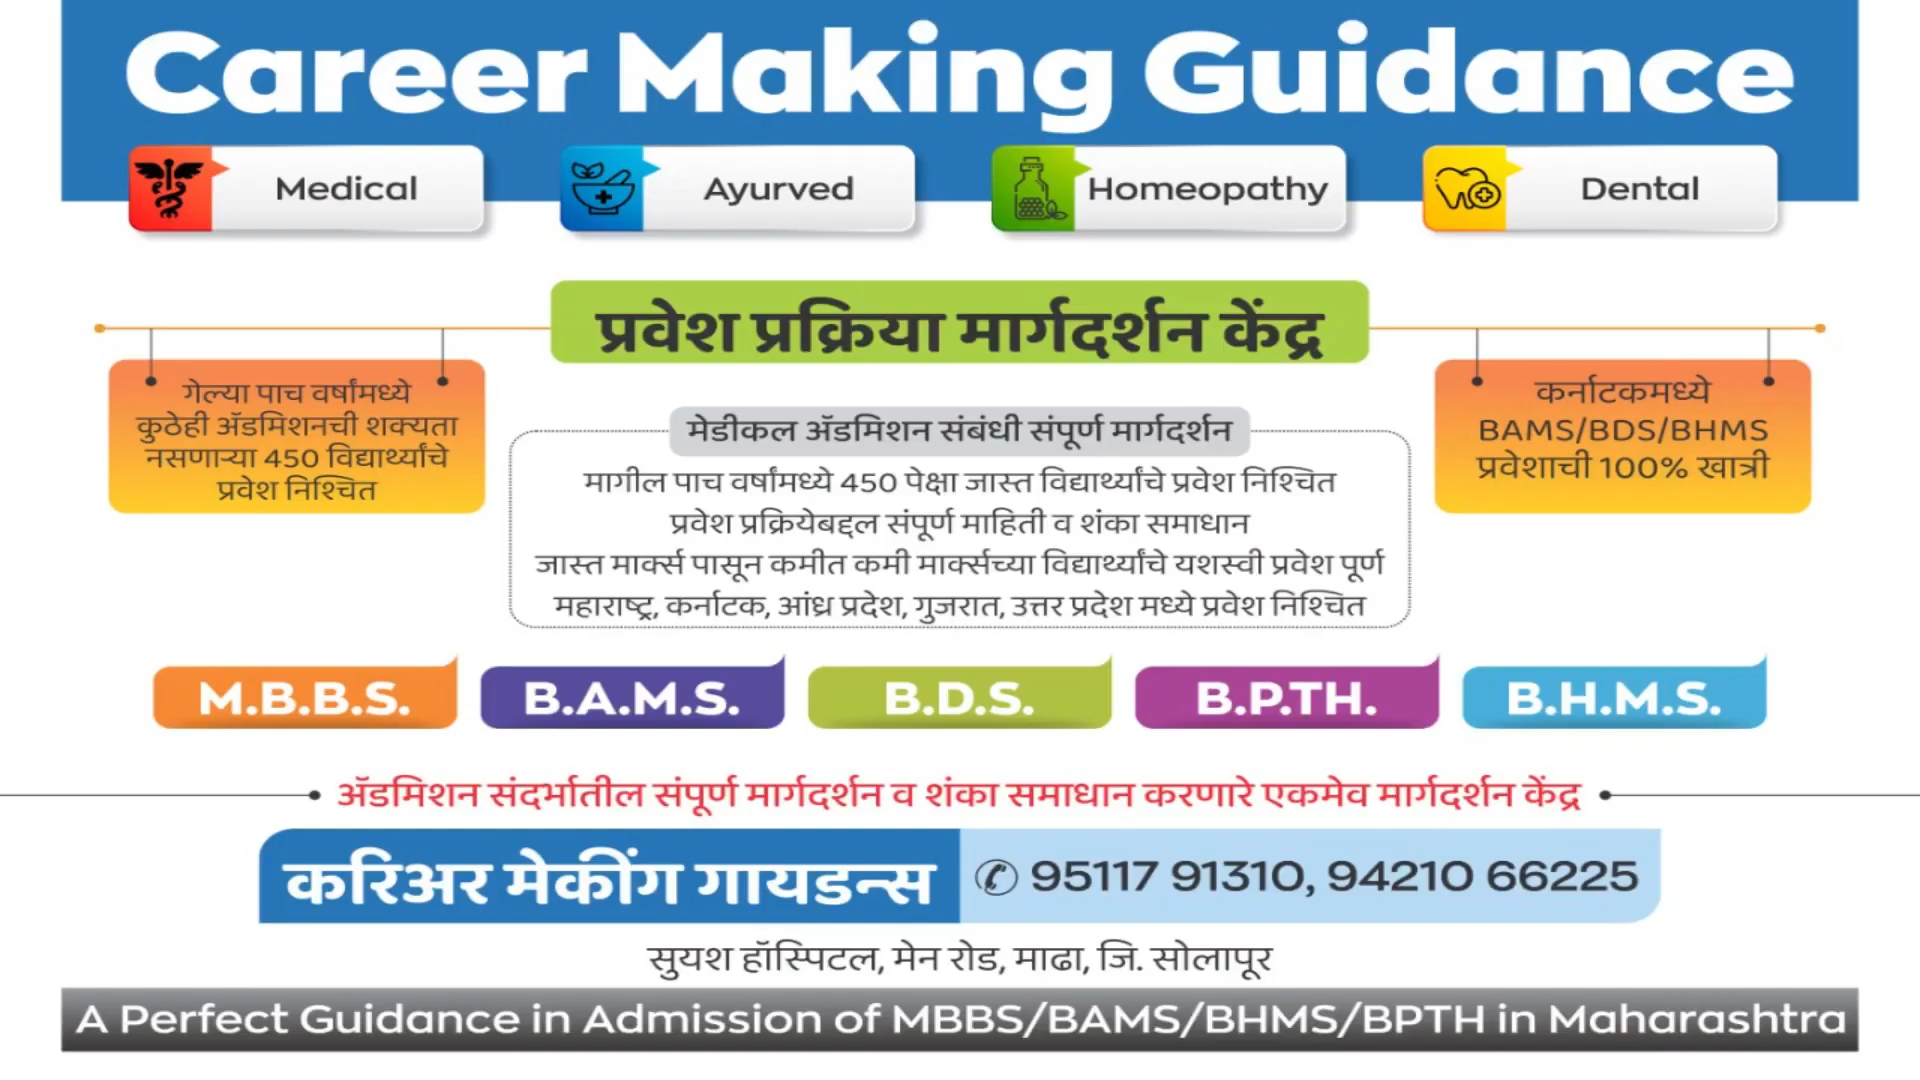 Career Making Guidance
Medical
Ayurved
Homeopathy
Dental
प्रवेश प्रक्रिया मार्गदर्शन केंद्र
गेल्या पाच वर्षांमध्ये
कुठेही ॲडमिशनची शक्यता
नसणाऱ्या 450 विद्यार्थ्यांचे
प्रवेश निश्चित
मेडीकल ॲडमिशन संबंधी संपूर्ण मार्गदर्शन
मागील पाच वर्षांमध्ये 450 पेक्षा जास्त विद्यार्थ्यांचे प्रवेश निश्चित
प्रवेश प्रक्रियेबद्दल संपूर्ण माहिती व शंका समाधान
जास्त मार्क्स पासून कमीत कमी मार्क्सच्या विद्यार्थ्यांचे यशस्वी प्रवेश पूर्ण
महाराष्ट्र, कर्नाटक, आंध्र प्रदेश, गुजरात, उत्तर प्रदेश मध्ये प्रवेश निश्चित
कर्नाटकमध्ये
BAMS/BDS/BHMS
प्रवेशाची 100% खात्री
M.B.B.S.
B.A.M.S.
B.D.S.
B.P.TH.
B.H.M.S.
ॲडमिशन संदर्भातील संपूर्ण मार्गदर्शन व शंका समाधान करणारे एकमेव मार्गदर्शन केंद्र
करिअर मेकींग गायडन्स
✆ 95117 91310, 94210 66225
सुयश हॉस्पिटल, मेन रोड, माढा, जि. सोलापूर
A Perfect Guidance in Admission of MBBS/BAMS/BHMS/BPTH in Maharashtra